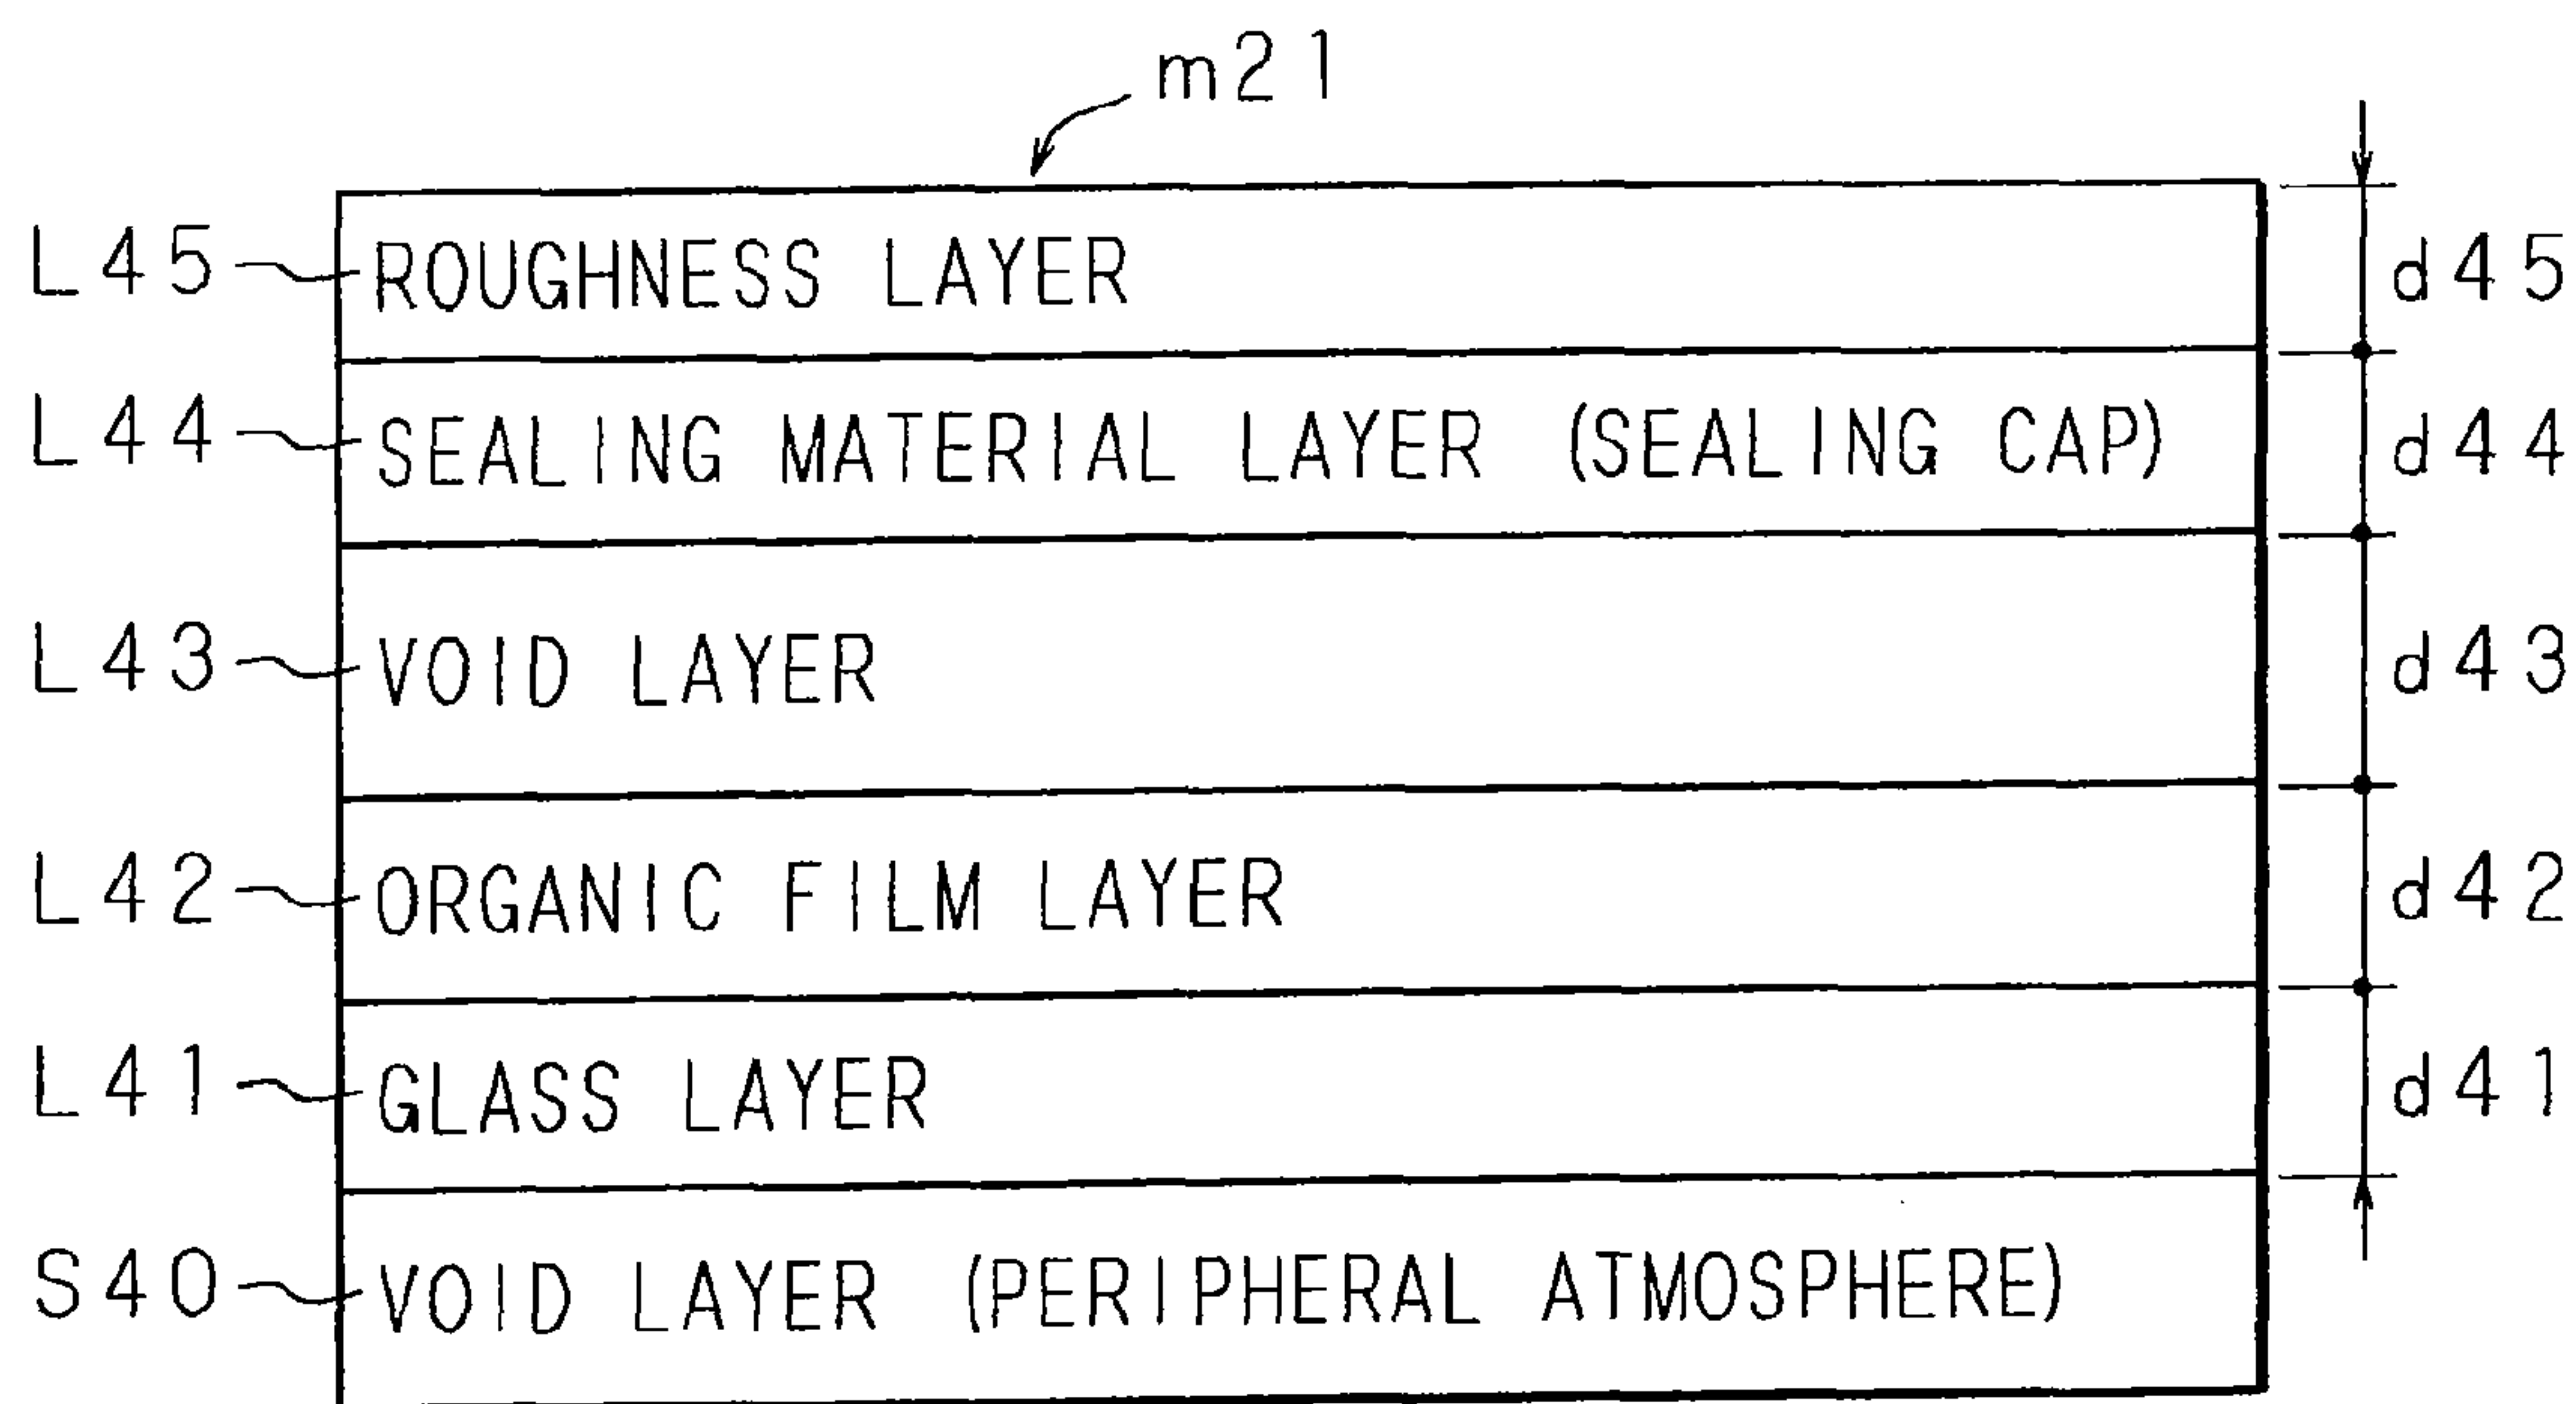 m21
L45 ROUGHNESS LAYER d45
L44 SEALING MATERIAL LAYER (SEALING CAP) d44
L43 VOID LAYER d43
L42 ORGANIC FILM LAYER d42
L41 GLASS LAYER d41
S40 VOID LAYER (PERIPHERAL ATMOSPHERE)